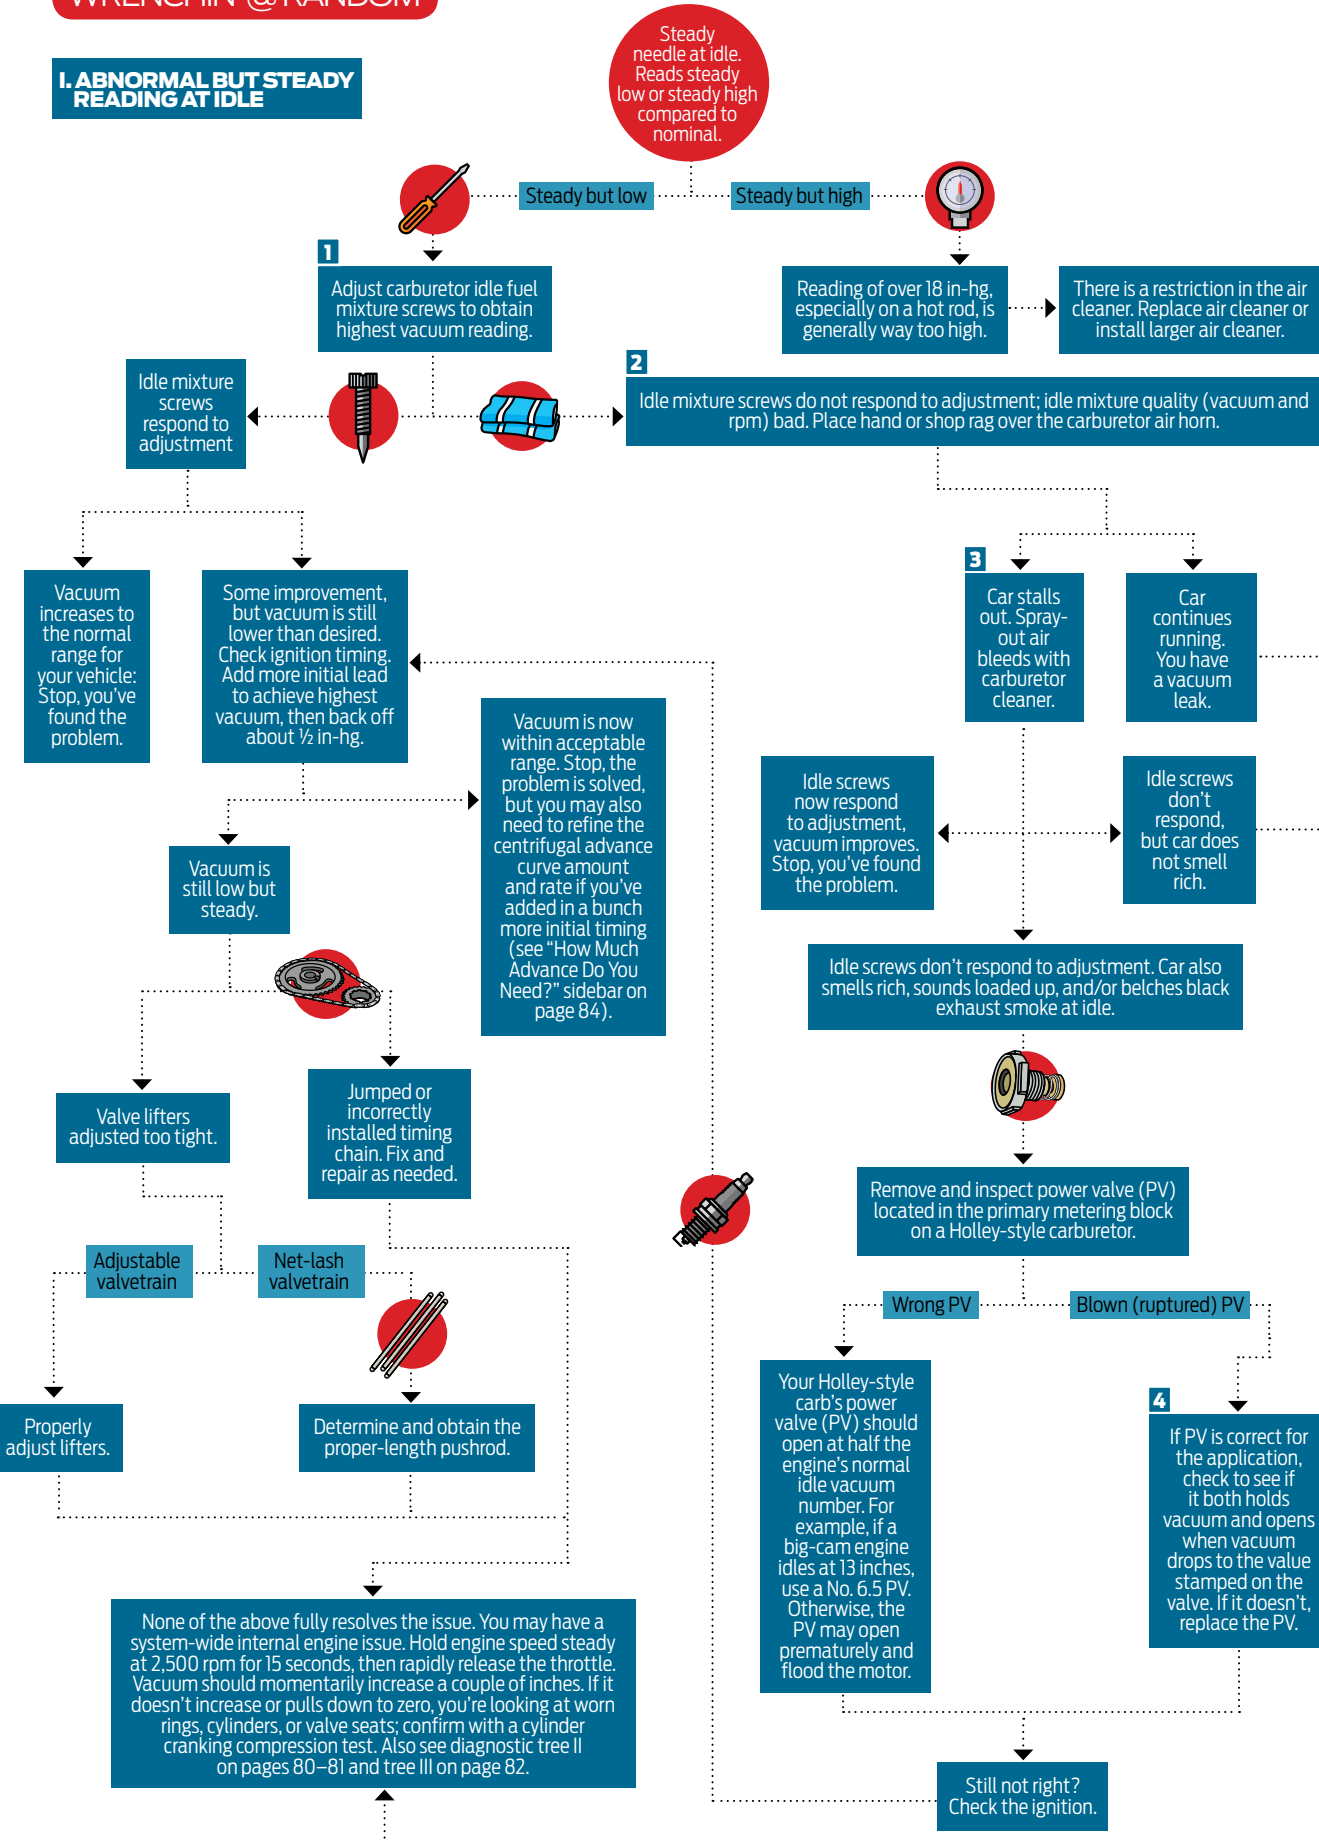 WRENCHIN' @ RANDOM
I. ABNORMAL BUT STEADY
READING AT IDLE
Steady
needle at idle.
Reads steady
low or steady high
compared to
nominal.
Steady but low
Steady but high
1
Adjust carburetor idle fuel
mixture screws to obtain
highest vacuum reading.
Reading of over 18 in-hg,
especially on a hot rod, is
generally way too high.
There is a restriction in the air
cleaner. Replace air cleaner or
install larger air cleaner.
2
Idle mixture screws do not respond to adjustment; idle mixture quality (vacuum and
rpm) bad. Place hand or shop rag over the carburetor air horn.
Idle mixture
screws
respond to
adjustment
Vacuum
increases to
the normal
range for
your vehicle:
Stop, you've
found the
problem.
Some improvement,
but vacuum is still
lower than desired.
Check ignition timing.
Add more initial lead
to achieve highest
vacuum, then back off
about ½ in-hg.
3
Car stalls
out. Spray-
out air
bleeds with
carburetor
cleaner.
Car
continues
running.
You have
a vacuum
leak.
Vacuum is now
within acceptable
range. Stop, the
problem is solved,
but you may also
need to refine the
centrifugal advance
curve amount
and rate if you've
added in a bunch
more initial timing
(see “How Much
Advance Do You
Need?” sidebar on
page 84).
Idle screws
now respond
to adjustment,
vacuum improves.
Stop, you've found
the problem.
Idle screws
don't
respond,
but car does
not smell
rich.
Vacuum is
still low but
steady.
Idle screws don't respond to adjustment. Car also
smells rich, sounds loaded up, and/or belches black
exhaust smoke at idle.
Valve lifters
adjusted too tight.
Jumped or
incorrectly
installed timing
chain. Fix and
repair as needed.
Remove and inspect power valve (PV)
located in the primary metering block
on a Holley-style carburetor.
Adjustable
valvetrain
Net-lash
valvetrain
Wrong PV
Blown (ruptured) PV
Properly
adjust lifters.
Determine and obtain the
proper-length pushrod.
Your Holley-style
carb's power
valve (PV) should
open at half the
engine's normal
idle vacuum
number. For
example, if a
big-cam engine
idles at 13 inches,
use a No. 6.5 PV.
Otherwise, the
PV may open
prematurely and
flood the motor.
4
If PV is correct for
the application,
check to see if
it both holds
vacuum and opens
when vacuum
drops to the value
stamped on the
valve. If it doesn't,
replace the PV.
None of the above fully resolves the issue. You may have a
system-wide internal engine issue. Hold engine speed steady
at 2,500 rpm for 15 seconds, then rapidly release the throttle.
Vacuum should momentarily increase a couple of inches. If it
doesn't increase or pulls down to zero, you're looking at worn
rings, cylinders, or valve seats; confirm with a cylinder
cranking compression test. Also see diagnostic tree II
on pages 80–81 and tree III on page 82.
Still not right?
Check the ignition.